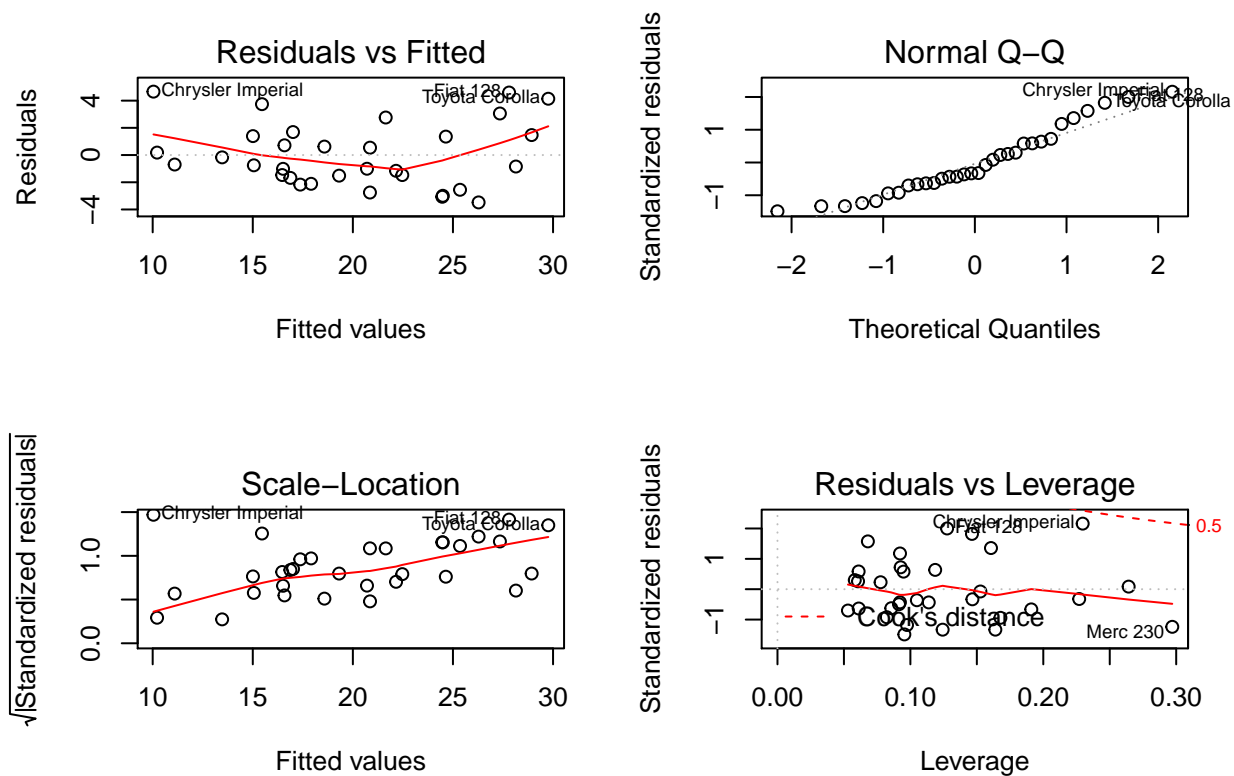 Residuals vs Fitted
Residuals
4
0
−4
Chrysler Imperial
Fiat 128
Toyota Corolla
10 15 20 25 30
Fitted values
Normal Q−Q
Standardized residuals
1
−1
Chrysler Imperial
Fiat 128
Toyota Corolla
−2 −1 0 1 2
Theoretical Quantiles
Scale−Location
√|Standardized residuals|
1.0
0.0
Chrysler Imperial
Fiat 128
Toyota Corolla
10 15 20 25 30
Fitted values
Residuals vs Leverage
Standardized residuals
1
−1
Chrysler Imperial
Fiat 128
0.5
Cook's distance
Merc 230
0.00 0.10 0.20 0.30
Leverage